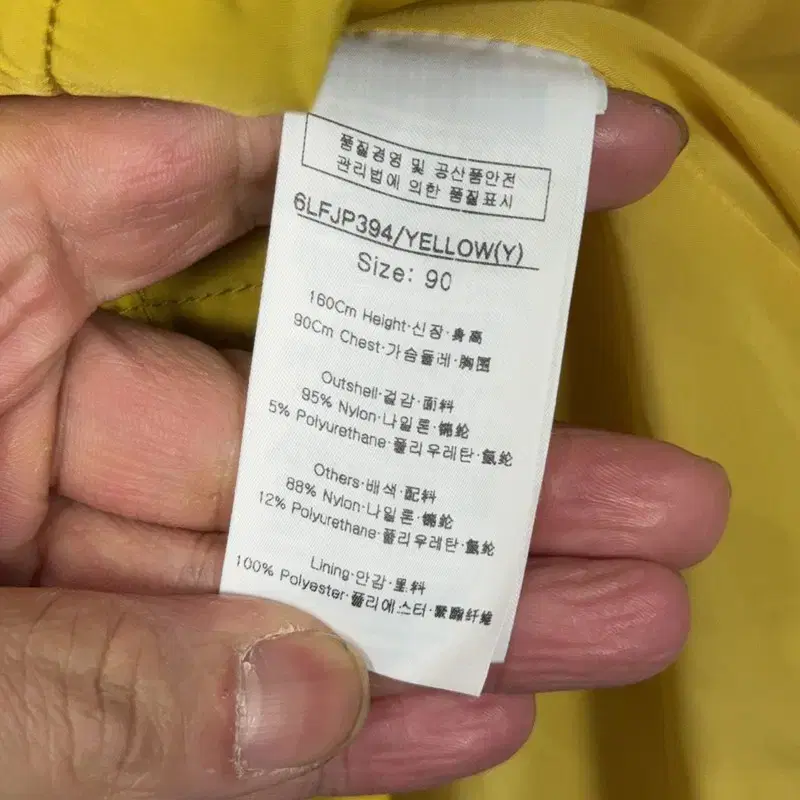 품질경영 및 공산품안전
관리법에 의한 품질표시
6LFJP394/YELLOW(Y)
Size: 90
160Cm Height·신장·身高
90Cm Chest·가슴둘레·胸围
Outshell·겉감·面料
95% Nylon·나일론·锦纶
5% Polyurethane·폴리우레탄·氨纶
Others·배색·配料
88% Nylon·나일론·锦纶
12% Polyurethane·폴리우레탄·氨纶
Lining·안감·里料
100% Polyester·폴리에스터·聚酯纤维